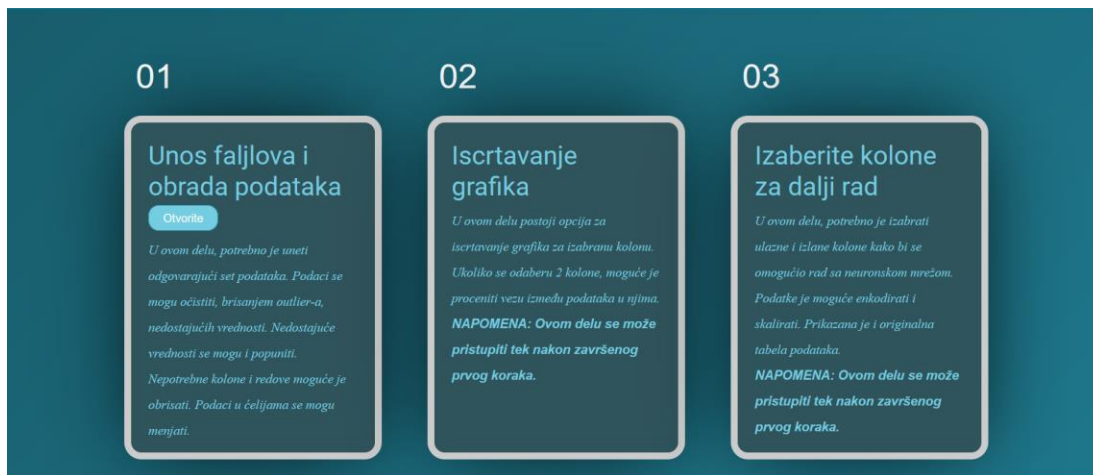 01
Unos faljlova i
obrada podataka
Otvorite
U ovom delu, potrebno je uneti
odgovarajući set podataka. Podaci se
mogu očistiti, brisanjem outlier-a,
nedostajućih vrednosti. Nedostajuće
vrednosti se mogu i popuniti.
Nepotrebne kolone i redove moguće je
obrisati. Podaci u ćelijama se mogu
menjati.
02
Iscrtavanje
grafika
U ovom delu postoji opcija za
iscrtavanje grafika za izabranu kolonu.
Ukoliko se odaberu 2 kolone, moguće je
proceniti vezu između podataka u njima.
NAPOMENA: Ovom delu se može
pristupiti tek nakon završenog
prvog koraka.
03
Izaberite kolone
za dalji rad
U ovom delu, potrebno je izabrati
ulazne i izlane kolone kako bi se
omogućio rad sa neuronskom mrežom.
Podatke je moguće enkodirati i
skalirati. Prikazana je i originalna
tabela podataka.
NAPOMENA: Ovom delu se može
pristupiti tek nakon završenog
prvog koraka.